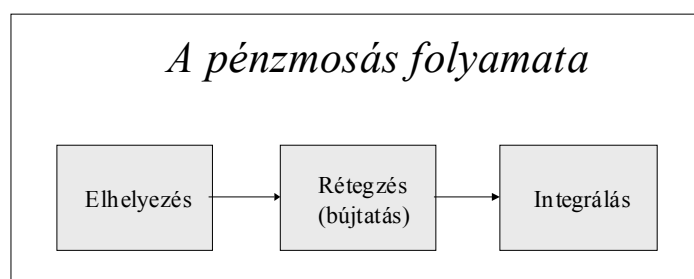 A pénzmosás folyamata
Elhelyezés
Rétegzés
(bújtatás)
Integrálás